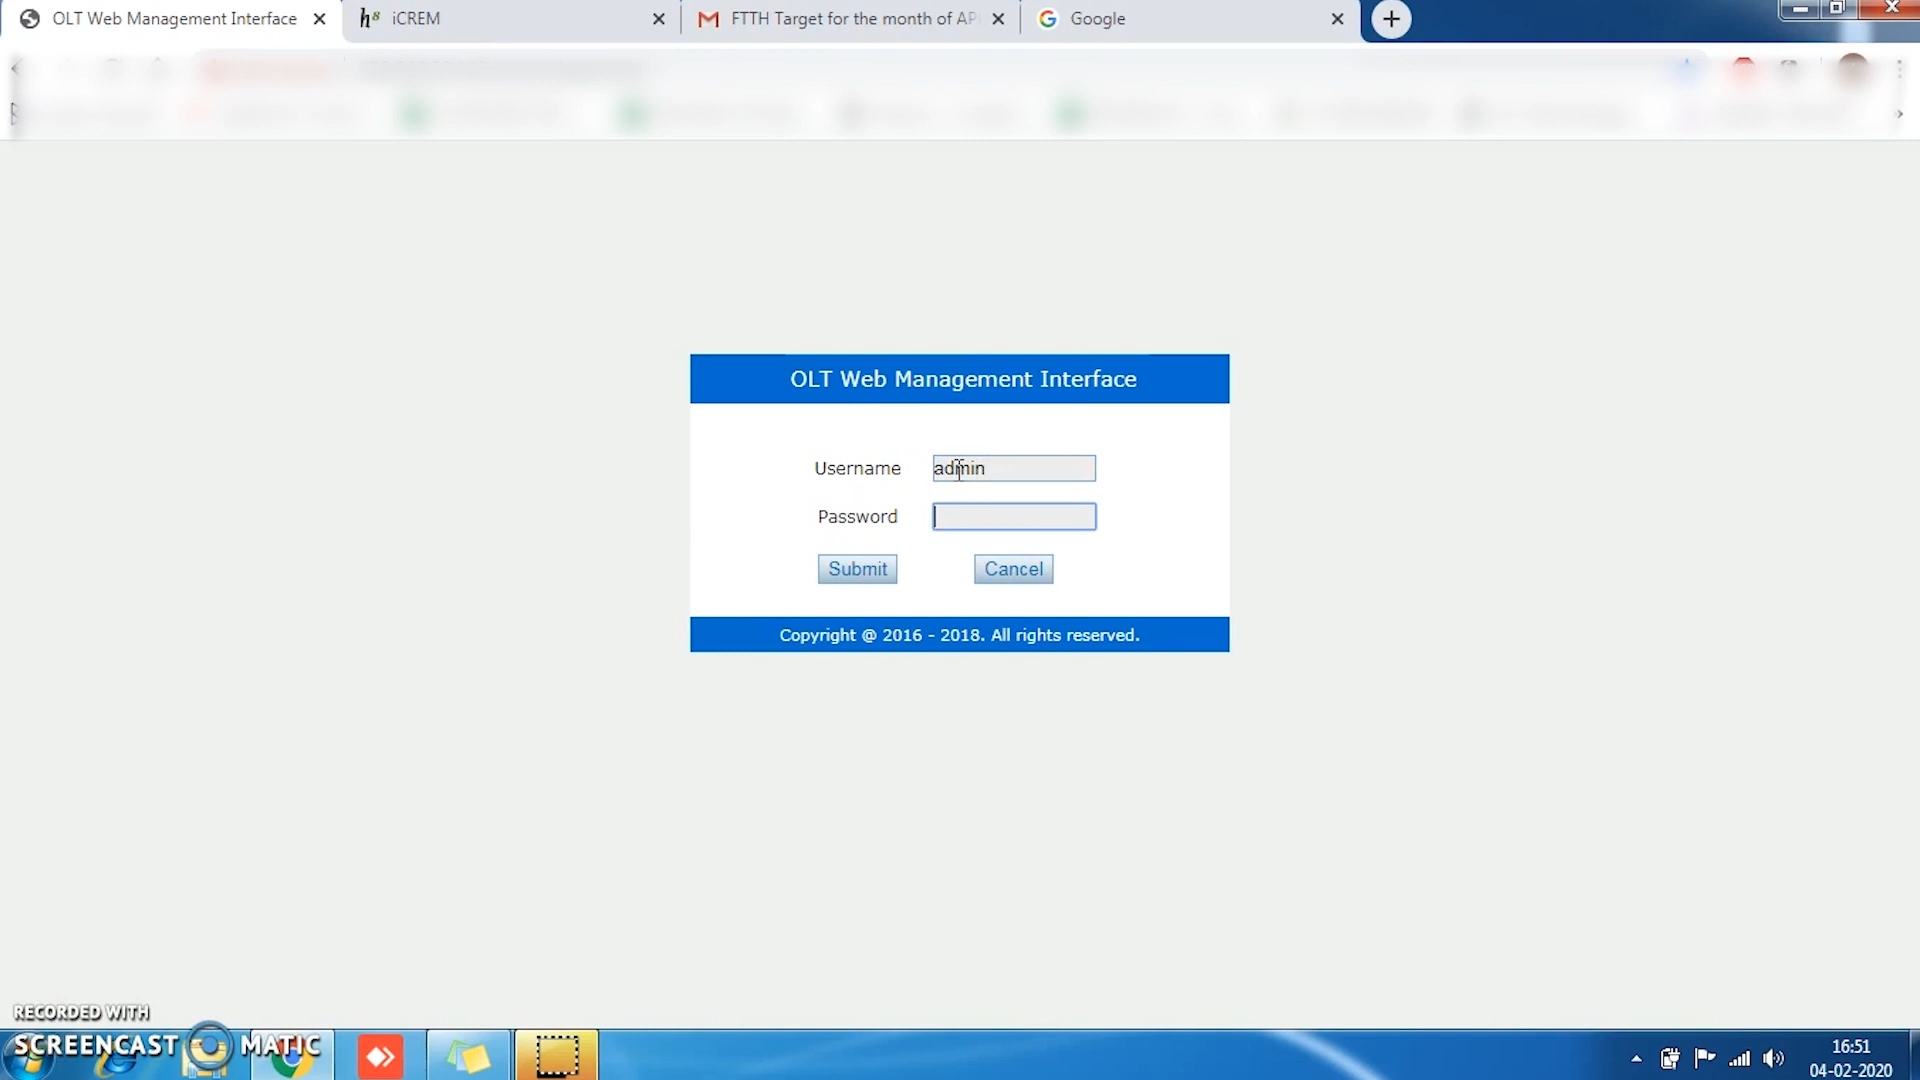 OLT Web Management Interface
iCREM
FTTH Target for the month of AP
Google
OLT Web Management Interface
Username admin
Password
Submit Cancel
Copyright @ 2016 - 2018. All rights reserved.
RECORDED WITH
SCREENCAST MATIC
16:51
04-02-2020